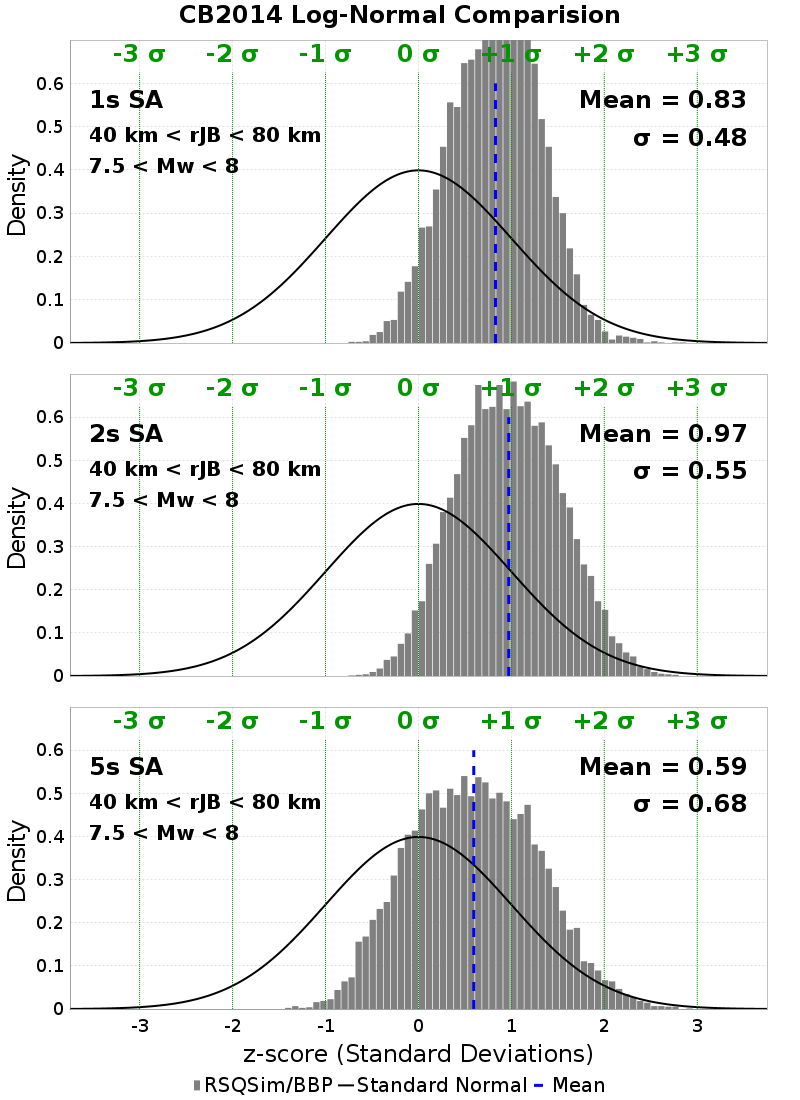 CB2014 Log-Normal Comparision
-3 σ -2 σ -1 σ 0 σ +1 σ +2 σ +3 σ
1s SA
Mean = 0.83
40 km < rJB < 80 km
σ = 0.48
7.5 < Mw < 8
Density
0.6
0.5
0.4
0.3
0.2
0.1
0
-3 σ -2 σ -1 σ 0 σ +1 σ +2 σ +3 σ
2s SA
Mean = 0.97
40 km < rJB < 80 km
σ = 0.55
7.5 < Mw < 8
Density
0.6
0.5
0.4
0.3
0.2
0.1
0
-3 σ -2 σ -1 σ 0 σ +1 σ +2 σ +3 σ
5s SA
Mean = 0.59
40 km < rJB < 80 km
σ = 0.68
7.5 < Mw < 8
Density
0.6
0.5
0.4
0.3
0.2
0.1
0
-3 -2 -1 0 1 2 3
z-score (Standard Deviations)
RSQSim/BBP Standard Normal Mean